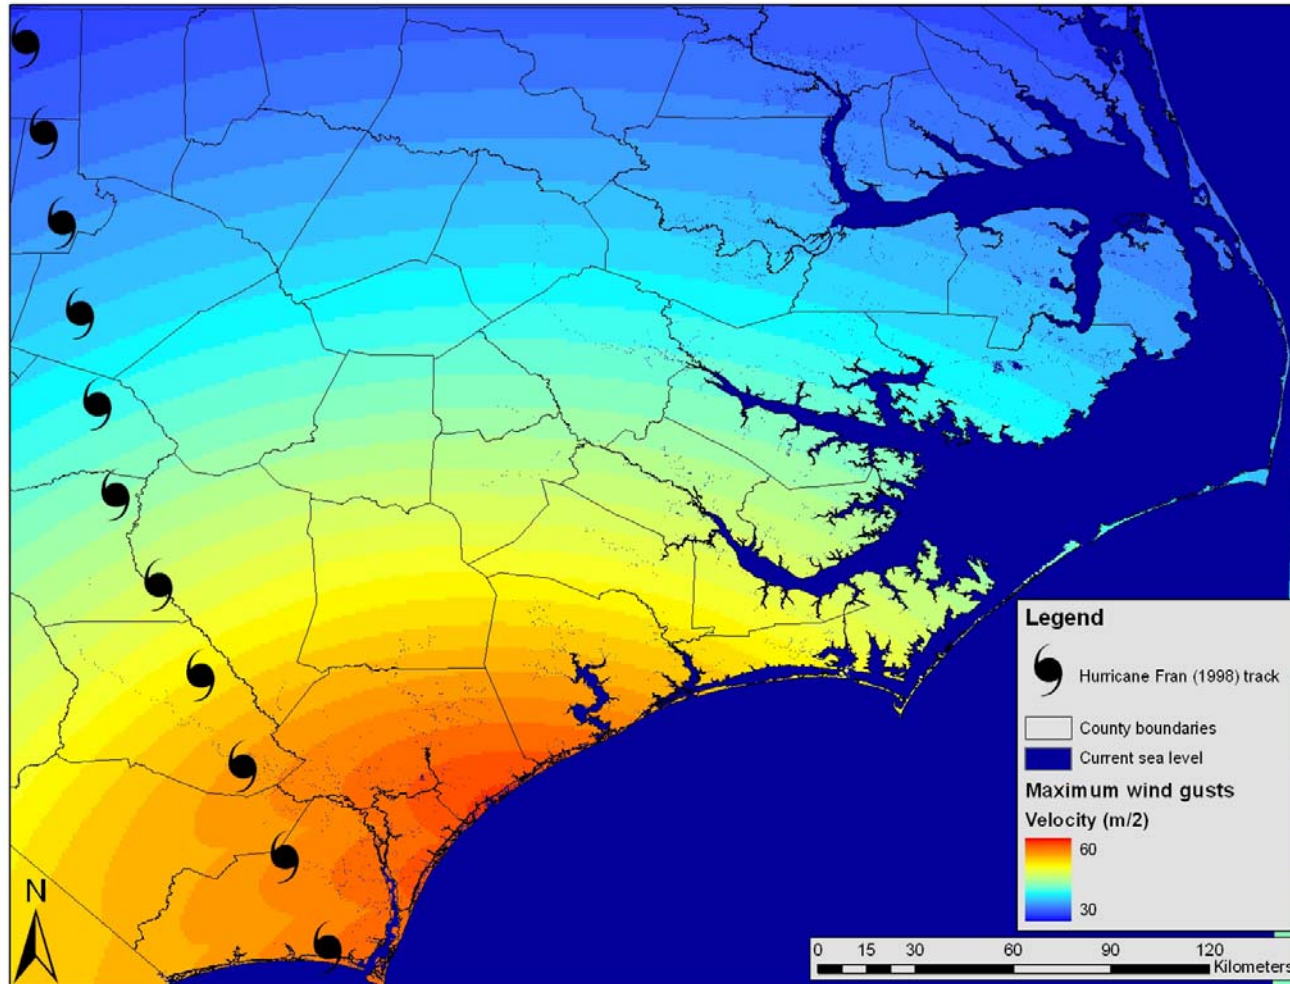 Legend
Hurricane Fran (1998) track
County boundaries
Current sea level
Maximum wind gusts
Velocity (m/2)
60
30
N
0 15 30 60 90 120
Kilometers